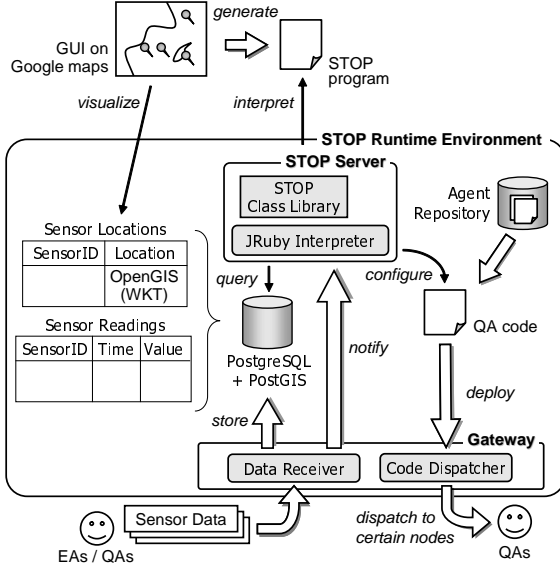 generate
GUI on
Google maps
STOP
program
visualize
interpret
STOP Runtime Environment
STOP Server
STOP
Class Library
JRuby Interpreter
Agent
Repository
Sensor Locations
SensorID
Location
OpenGIS
(WKT)
query
configure
Sensor Readings
SensorID
Time
Value
PostgreSQL
+ PostGIS
notify
QA code
deploy
store
Gateway
Data Receiver
Code Dispatcher
Sensor Data
EAs / QAs
dispatch to
certain nodes
QAs